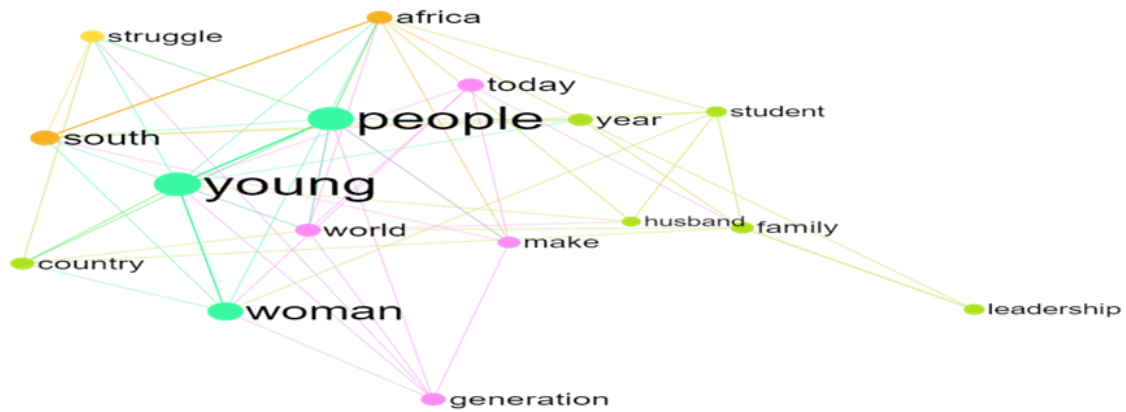 africa
struggle
today
student
people
year
south
young
husband
family
world
make
country
woman
leadership
generation